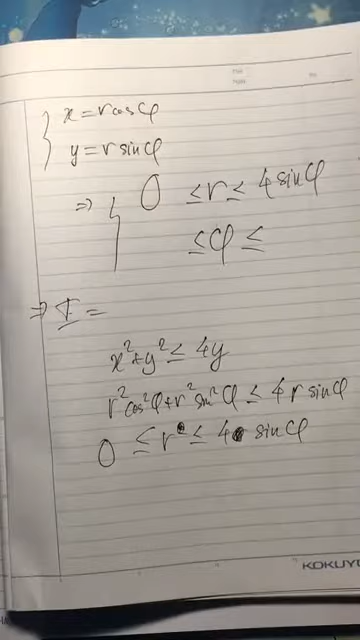 x = r cos φ
y = r sin φ
⇒ { 0 ≤ r ≤ 4 sin φ
≤ φ ≤
⇒ I =
x² + y² ≤ 4y
r² cos² φ + r² sin² φ ≤ 4 r sin φ
0 ≤ r ≤ 4 sin φ
KOKUYO